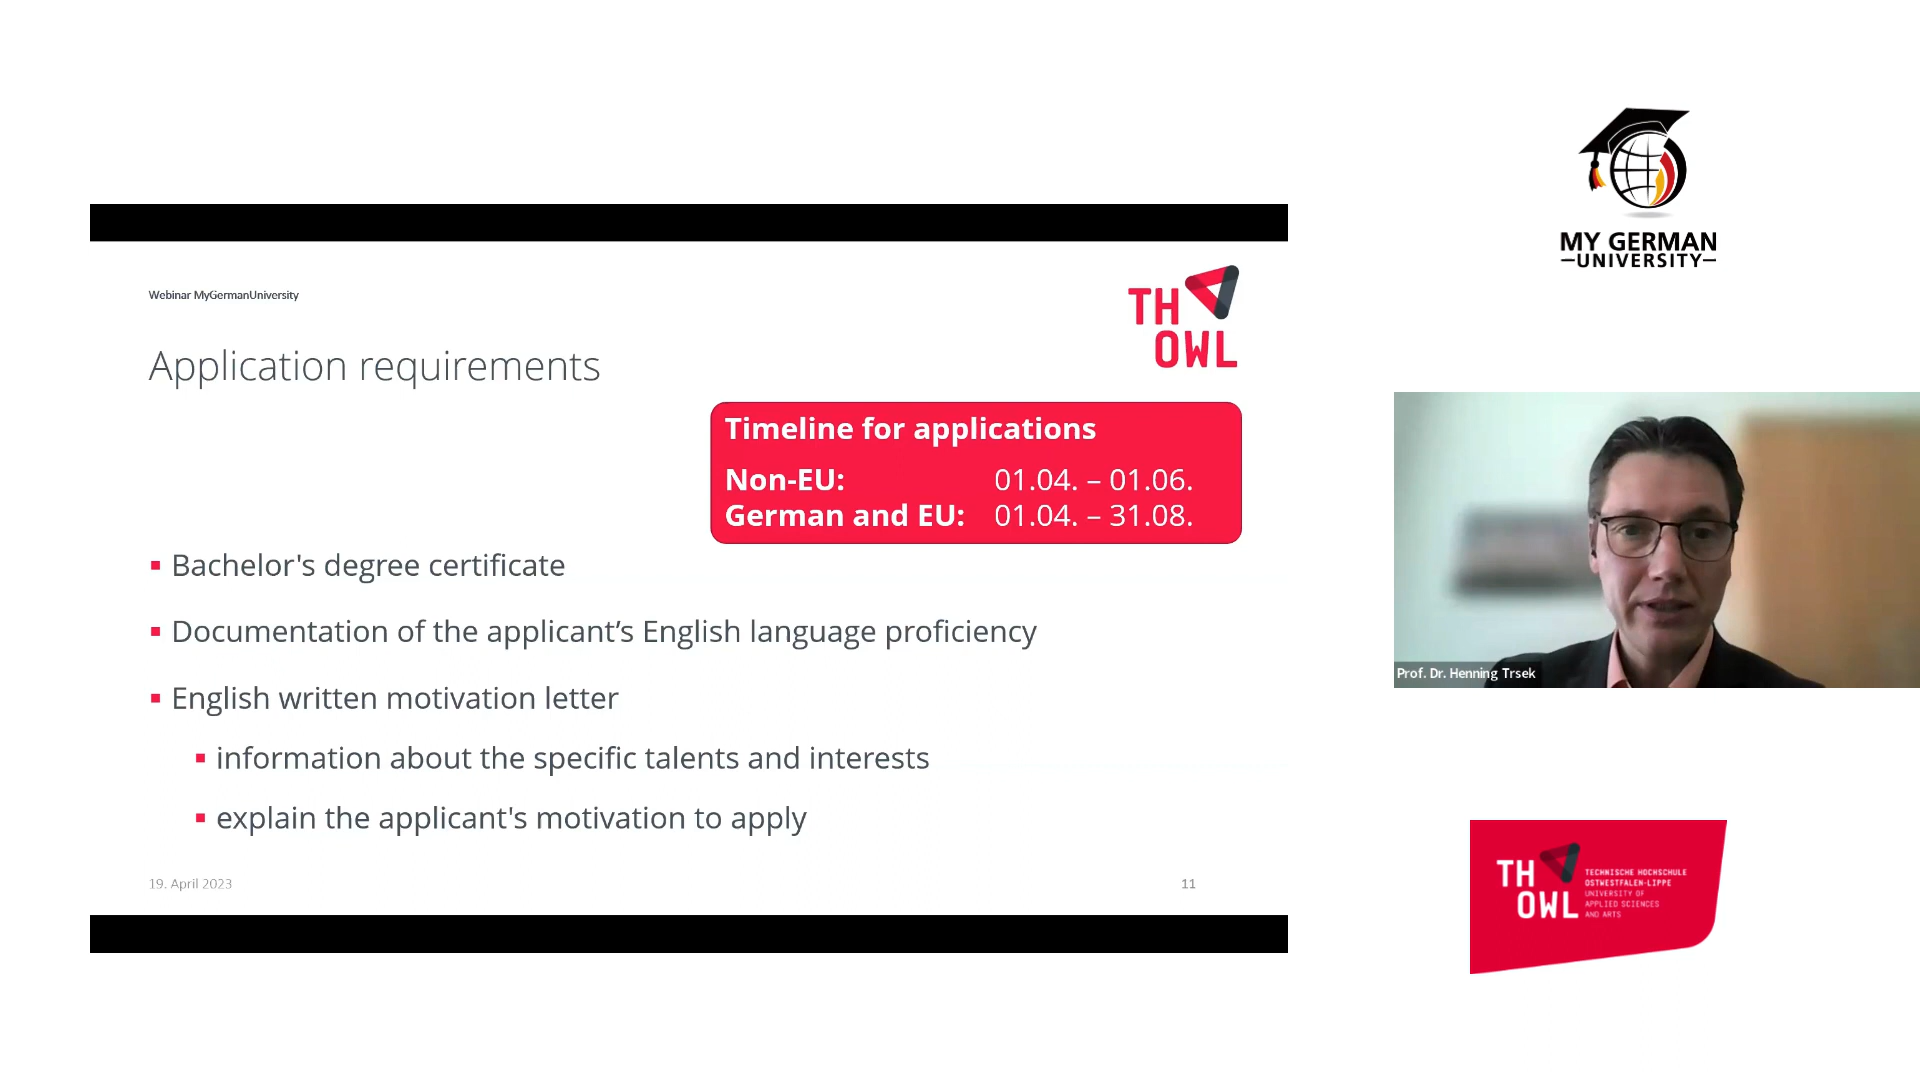 Webinar MyGermanUniversity
TH
OWL
Application requirements
Timeline for applications
Non-EU: 01.04. – 01.06.
German and EU: 01.04. – 31.08.
Bachelor's degree certificate
Documentation of the applicant’s English language proficiency
English written motivation letter
information about the specific talents and interests
explain the applicant's motivation to apply
19. April 2023
11
MY GERMAN
UNIVERSITY
Prof. Dr. Henning Trsek
TH
OWL
TECHNISCHE HOCHSCHULE
OSTWESTFALEN-LIPPE
UNIVERSITY OF
APPLIED SCIENCES
AND ARTS